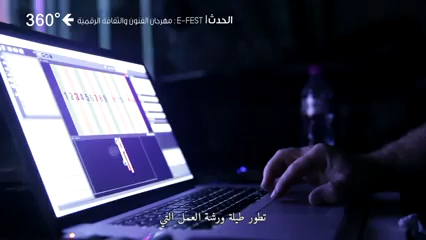 الحدث| E-FEST : مهرجان الفنون والثقافة الرقمية 360°
تطور طيلة ورشة العمل التي